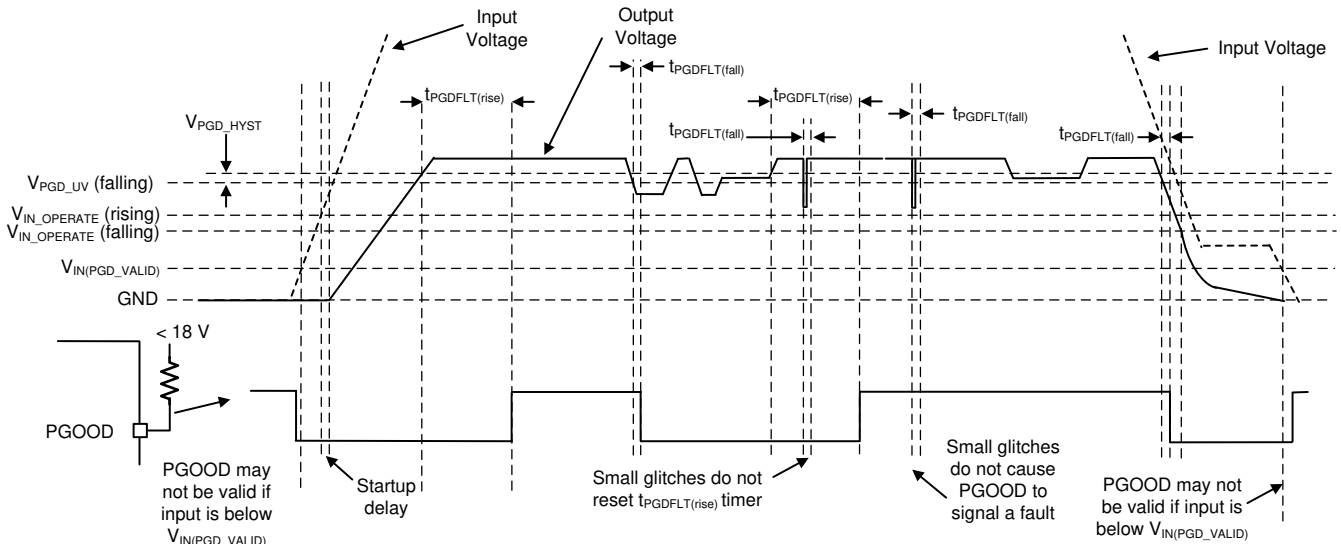 Input
Voltage
Output
Voltage
Input Voltage
tPGDFLT(fall)
tPGDFLT(rise)
tPGDFLT(rise)
tPGDFLT(fall)
tPGDFLT(fall)
tPGDFLT(fall)
VPGD_HYST
VPGD_UV (falling)
VIN_OPERATE (rising)
VIN_OPERATE (falling)
VIN(PGD_VALID)
GND
< 18 V
PGOOD
PGOOD may
not be valid if
input is below
VIN(PGD_VALID)
Startup
delay
Small glitches do not
reset tPGDFLT(rise) timer
Small glitches
do not cause
PGOOD to
signal a fault
PGOOD may not
be valid if input is
below VIN(PGD_VALID)